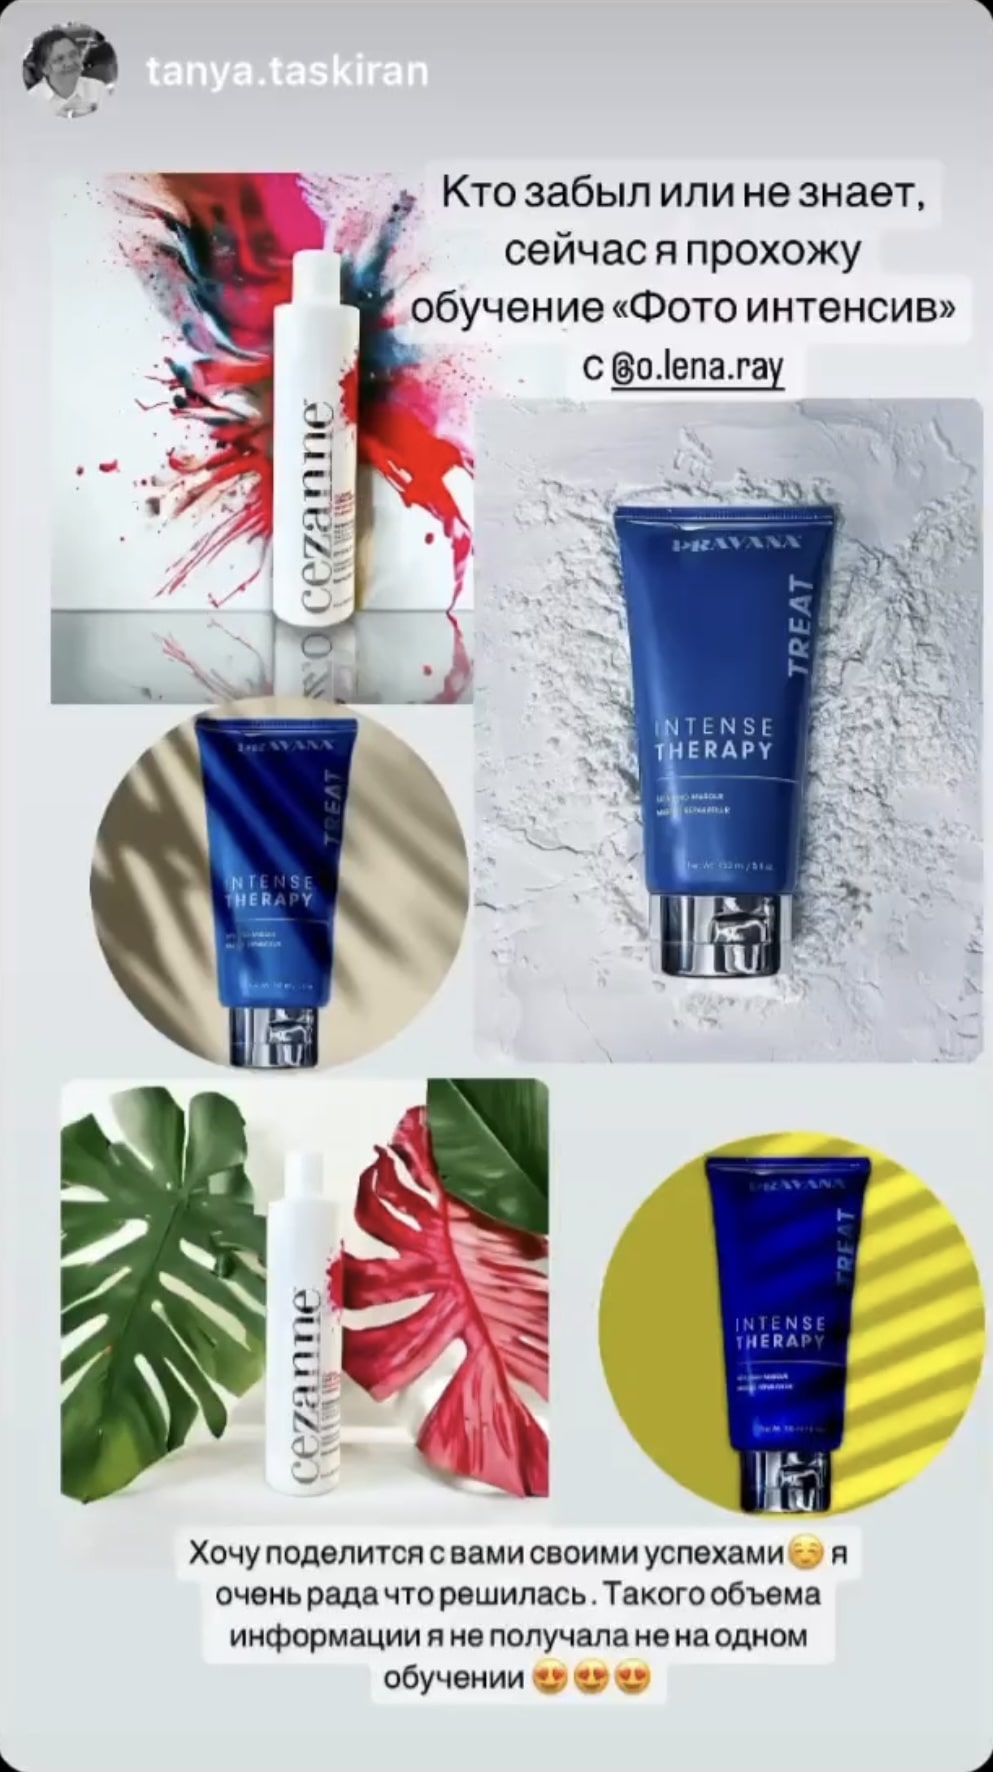 tanya.taskiran
Кто забыл или не знает,
сейчас я прохожу
обучение «Фото интенсив»
с @o.lena.ray
cezanne
PRAVANA
TREAT
INTENSE
THERAPY
PRAVANA
TREAT
INTENSE
THERAPY
cezanne
PRAVANA
TREAT
INTENSE
THERAPY
Хочу поделится с вами своими успехами☺️ я
очень рада что решилась. Такого объема
информации я не получала не на одном
обучении 😍😍😍